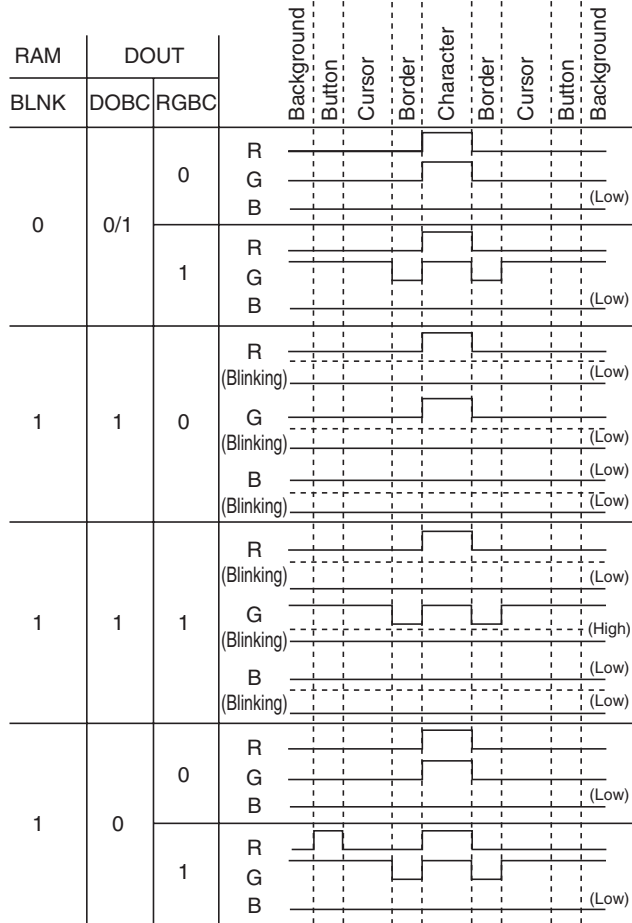 RAM DOUT
BLNK DOBC RGBC
Background Button Cursor Border Character Border Cursor Button Background
0 0/1 0
R
G
B (Low)
1
R
G
B (Low)
1 1 0
R
(Blinking) (Low)
G
(Blinking) (Low)
B (Low)
(Blinking) (Low)
1 1 1
R
(Blinking) (Low)
G
(Blinking) (High)
B (Low)
(Blinking) (Low)
1 0 0
R
G
B (Low)
1
R
G
B (Low)